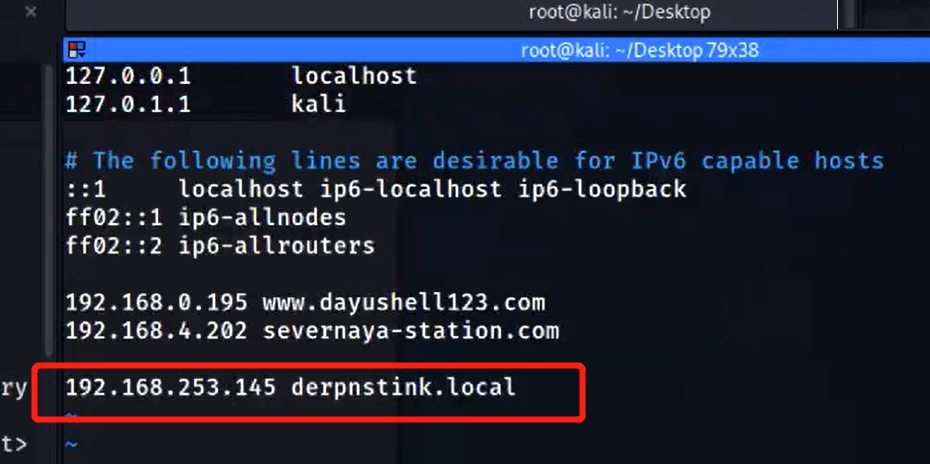 root@kali: ~/Desktop
root@kali: ~/Desktop 79x38
127.0.0.1 localhost
127.0.1.1 kali
# The following lines are desirable for IPv6 capable hosts
::1 localhost ip6-localhost ip6-loopback
ff02::1 ip6-allnodes
ff02::2 ip6-allrouters
192.168.0.195 www.dayushell123.com
192.168.4.202 severnaya-station.com
ry 192.168.253.145 derpnstink.local
~
t> ~